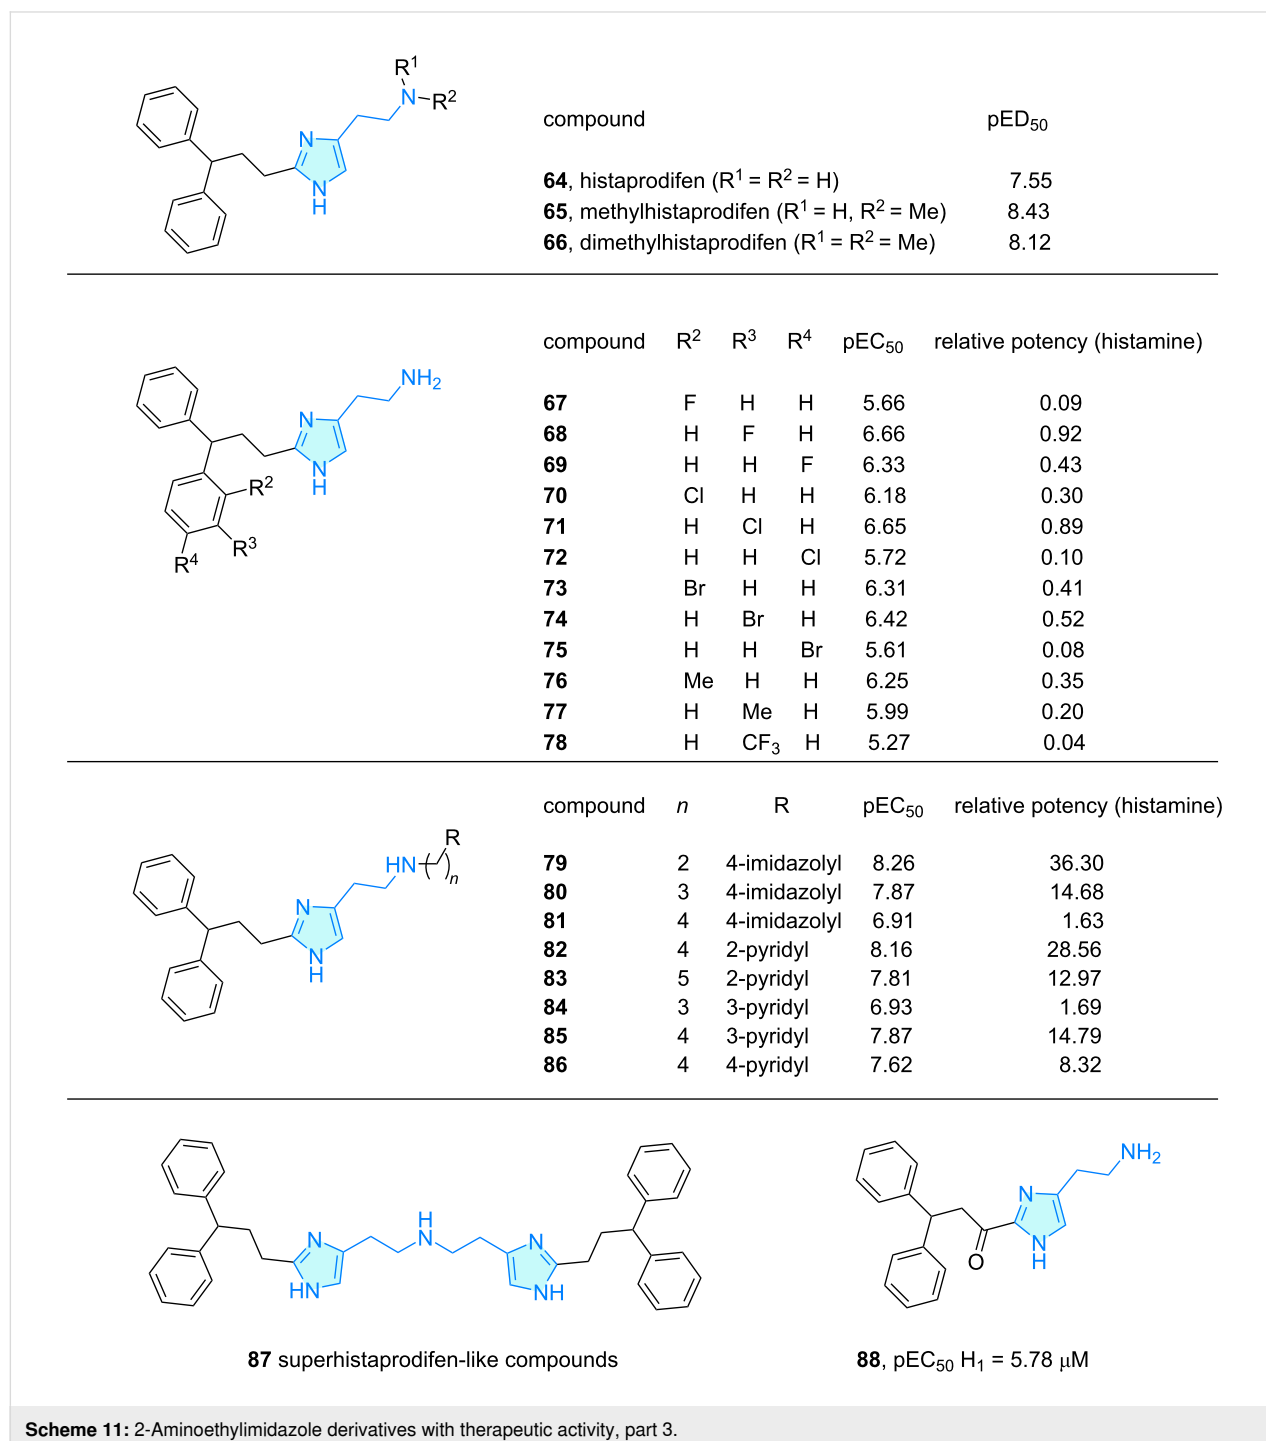 R¹
N R²
N
N
H
compound pED₅₀
64, histaprodifen (R¹ = R² = H) 7.55
65, methylhistaprodifen (R¹ = H, R² = Me) 8.43
66, dimethylhistaprodifen (R¹ = R² = Me) 8.12
NH₂
N
N
H
R²
R³
R⁴
compound R² R³ R⁴ pEC₅₀ relative potency (histamine)
67 F H H 5.66 0.09
68 H F H 6.66 0.92
69 H H F 6.33 0.43
70 Cl H H 6.18 0.30
71 H Cl H 6.65 0.89
72 H H Cl 5.72 0.10
73 Br H H 6.31 0.41
74 H Br H 6.42 0.52
75 H H Br 5.61 0.08
76 Me H H 6.25 0.35
77 H Me H 5.99 0.20
78 H CF₃ H 5.27 0.04
R
HN ( )n
N
N
H
compound n R pEC₅₀ relative potency (histamine)
79 2 4-imidazolyl 8.26 36.30
80 3 4-imidazolyl 7.87 14.68
81 4 4-imidazolyl 6.91 1.63
82 4 2-pyridyl 8.16 28.56
83 5 2-pyridyl 7.81 12.97
84 3 3-pyridyl 6.93 1.69
85 4 3-pyridyl 7.87 14.79
86 4 4-pyridyl 7.62 8.32
H
N
N N
HN NH
87 superhistaprodifen-like compounds
NH₂
N
N
H
O
88, pEC₅₀ H₁ = 5.78 μM
Scheme 11: 2-Aminoethylimidazole derivatives with therapeutic activity, part 3.